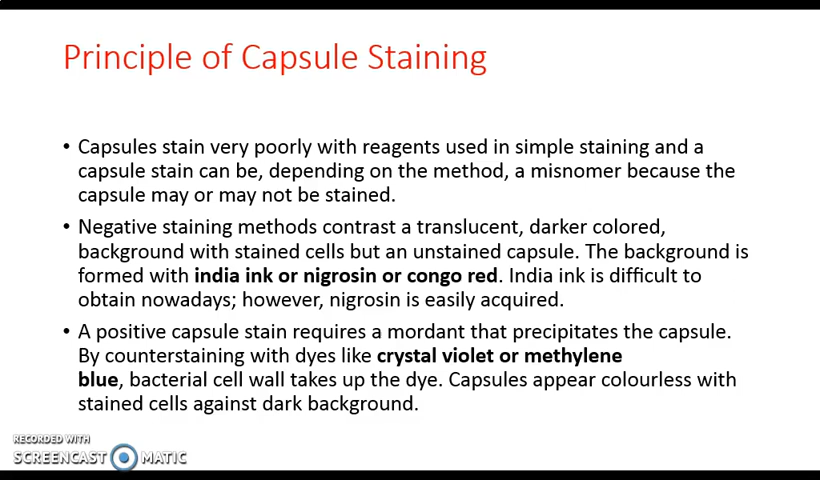 Principle of Capsule Staining
• Capsules stain very poorly with reagents used in simple staining and a
capsule stain can be, depending on the method, a misnomer because the
capsule may or may not be stained.
• Negative staining methods contrast a translucent, darker colored,
background with stained cells but an unstained capsule. The background is
formed with india ink or nigrosin or congo red. India ink is difficult to
obtain nowadays; however, nigrosin is easily acquired.
• A positive capsule stain requires a mordant that precipitates the capsule.
By counterstaining with dyes like crystal violet or methylene
blue, bacterial cell wall takes up the dye. Capsules appear colourless with
stained cells against dark background.
RECORDED WITH
SCREENCAST MATIC